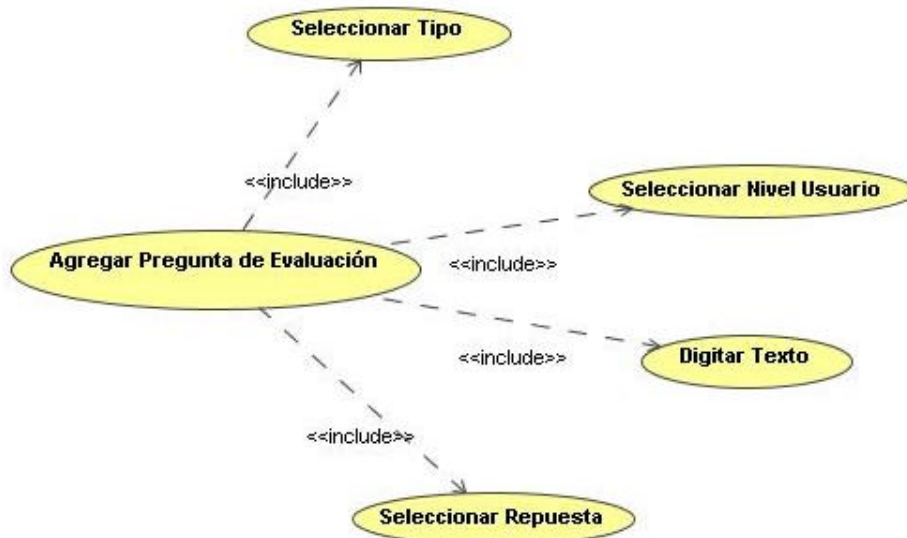 Seleccionar Tipo
<<include>>
Seleccionar Nivel Usuario
Agregar Pregunta de Evaluación
<<include>>
Digitar Texto
<<include>>
<<include>>
Seleccionar Repuesta